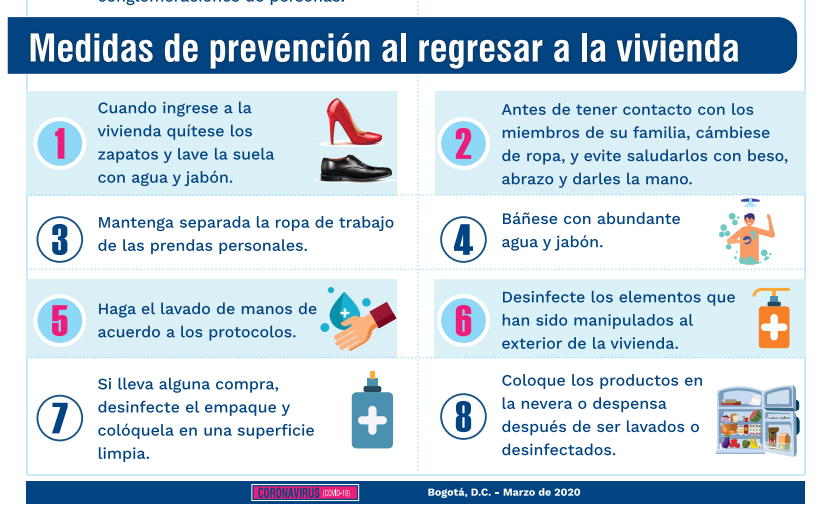 conglomeraciones de personas.
Medidas de prevención al regresar a la vivienda
1
Cuando ingrese a la
vivienda quítese los
zapatos y lave la suela
con agua y jabón.
2
Antes de tener contacto con los
miembros de su familia, cámbiese
de ropa, y evite saludarlos con beso,
abrazo y darles la mano.
3
Mantenga separada la ropa de trabajo
de las prendas personales.
4
Báñese con abundante
agua y jabón.
5
Haga el lavado de manos de
acuerdo a los protocolos.
6
Desinfecte los elementos que
han sido manipulados al
exterior de la vivienda.
7
Si lleva alguna compra,
desinfecte el empaque y
colóquela en una superficie
limpia.
8
Coloque los productos en
la nevera o despensa
después de ser lavados o
desinfectados.
CORONAVIRUS (COVID-19)
Bogotá, D.C. - Marzo de 2020